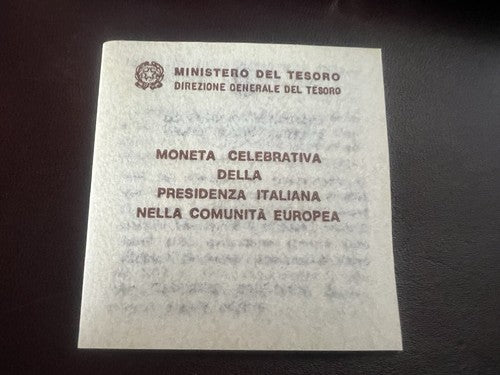 MINISTERO DEL TESORO
DIREZIONE GENERALE DEL TESORO
MONETA CELEBRATIVA
DELLA
PRESIDENZA ITALIANA
NELLA COMUNITÀ EUROPEA